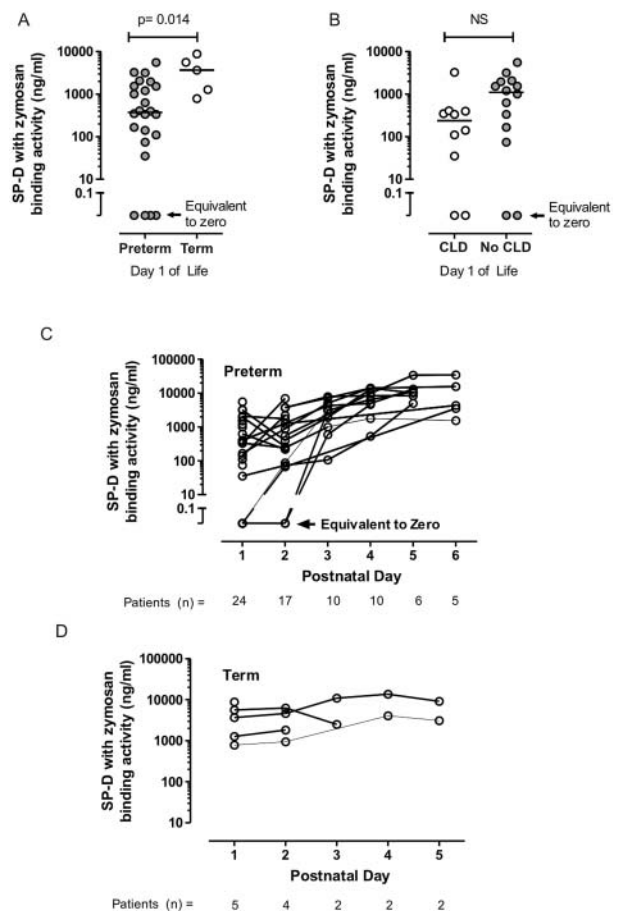 A
p= 0.014
SP-D with zymosan
binding activity (ng/ml)
10000
1000
100
10
0.1
Equivalent
to zero
Preterm Term
Day 1 of Life
B
NS
SP-D with zymosan
binding activity (ng/ml)
10000
1000
100
10
0.1
Equivalent
to zero
CLD No CLD
Day 1 of Life
C
Preterm
SP-D with zymosan
binding activity (ng/ml)
100000
10000
1000
100
10
0.1
Equivalent to Zero
1 2 3 4 5 6
Postnatal Day
Patients (n) = 24 17 10 10 6 5
D
Term
SP-D with zymosan
binding activity (ng/ml)
100000
10000
1000
100
10
1 2 3 4 5
Postnatal Day
Patients (n) = 5 4 2 2 2